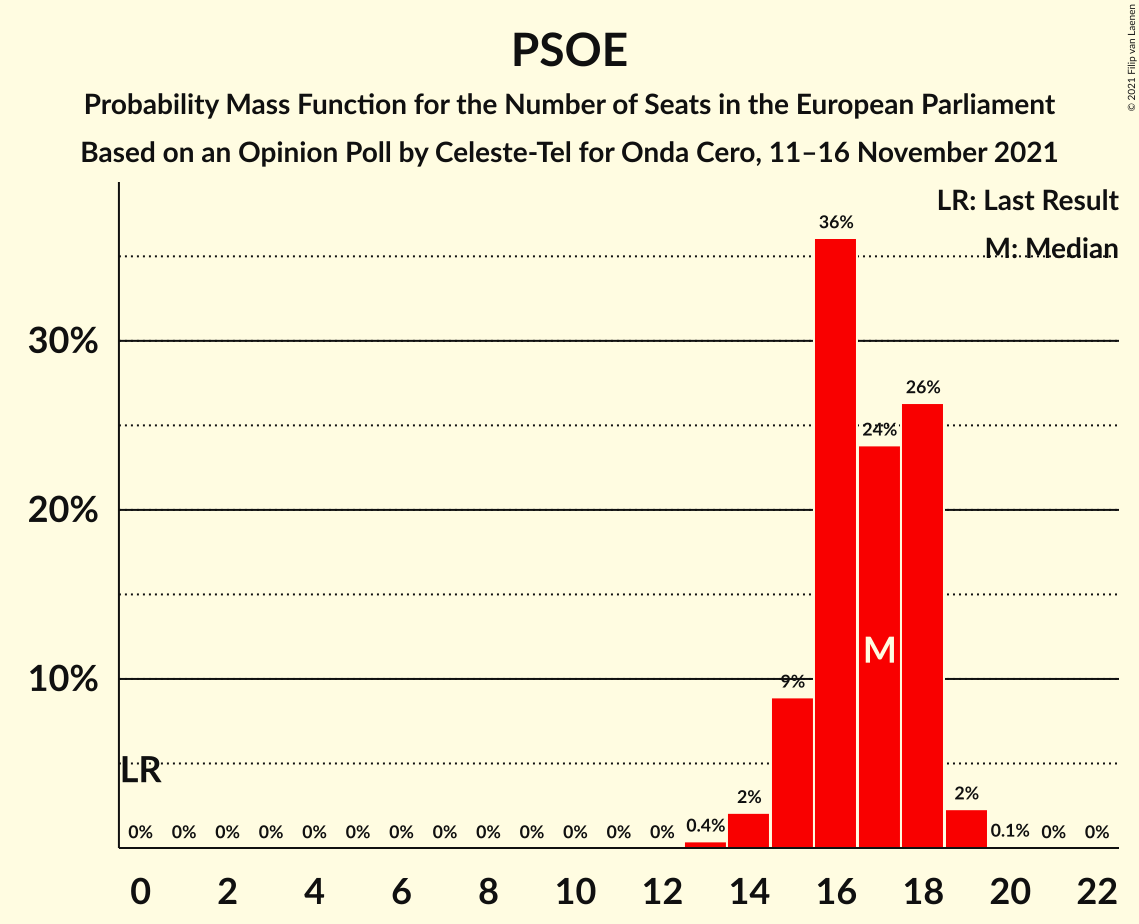 PSOE
Probability Mass Function for the Number of Seats in the European Parliament
Based on an Opinion Poll by Celeste-Tel for Onda Cero, 11–16 November 2021
© 2021 Filip van Laenen
LR: Last Result
M: Median
36%
30%
26%
24%
20%
M
10%
9%
LR
2%
2%
0% 0% 0% 0% 0% 0% 0% 0% 0% 0% 0% 0% 0% 0.4% 0.1% 0% 0%
0 2 4 6 8 10 12 14 16 18 20 22